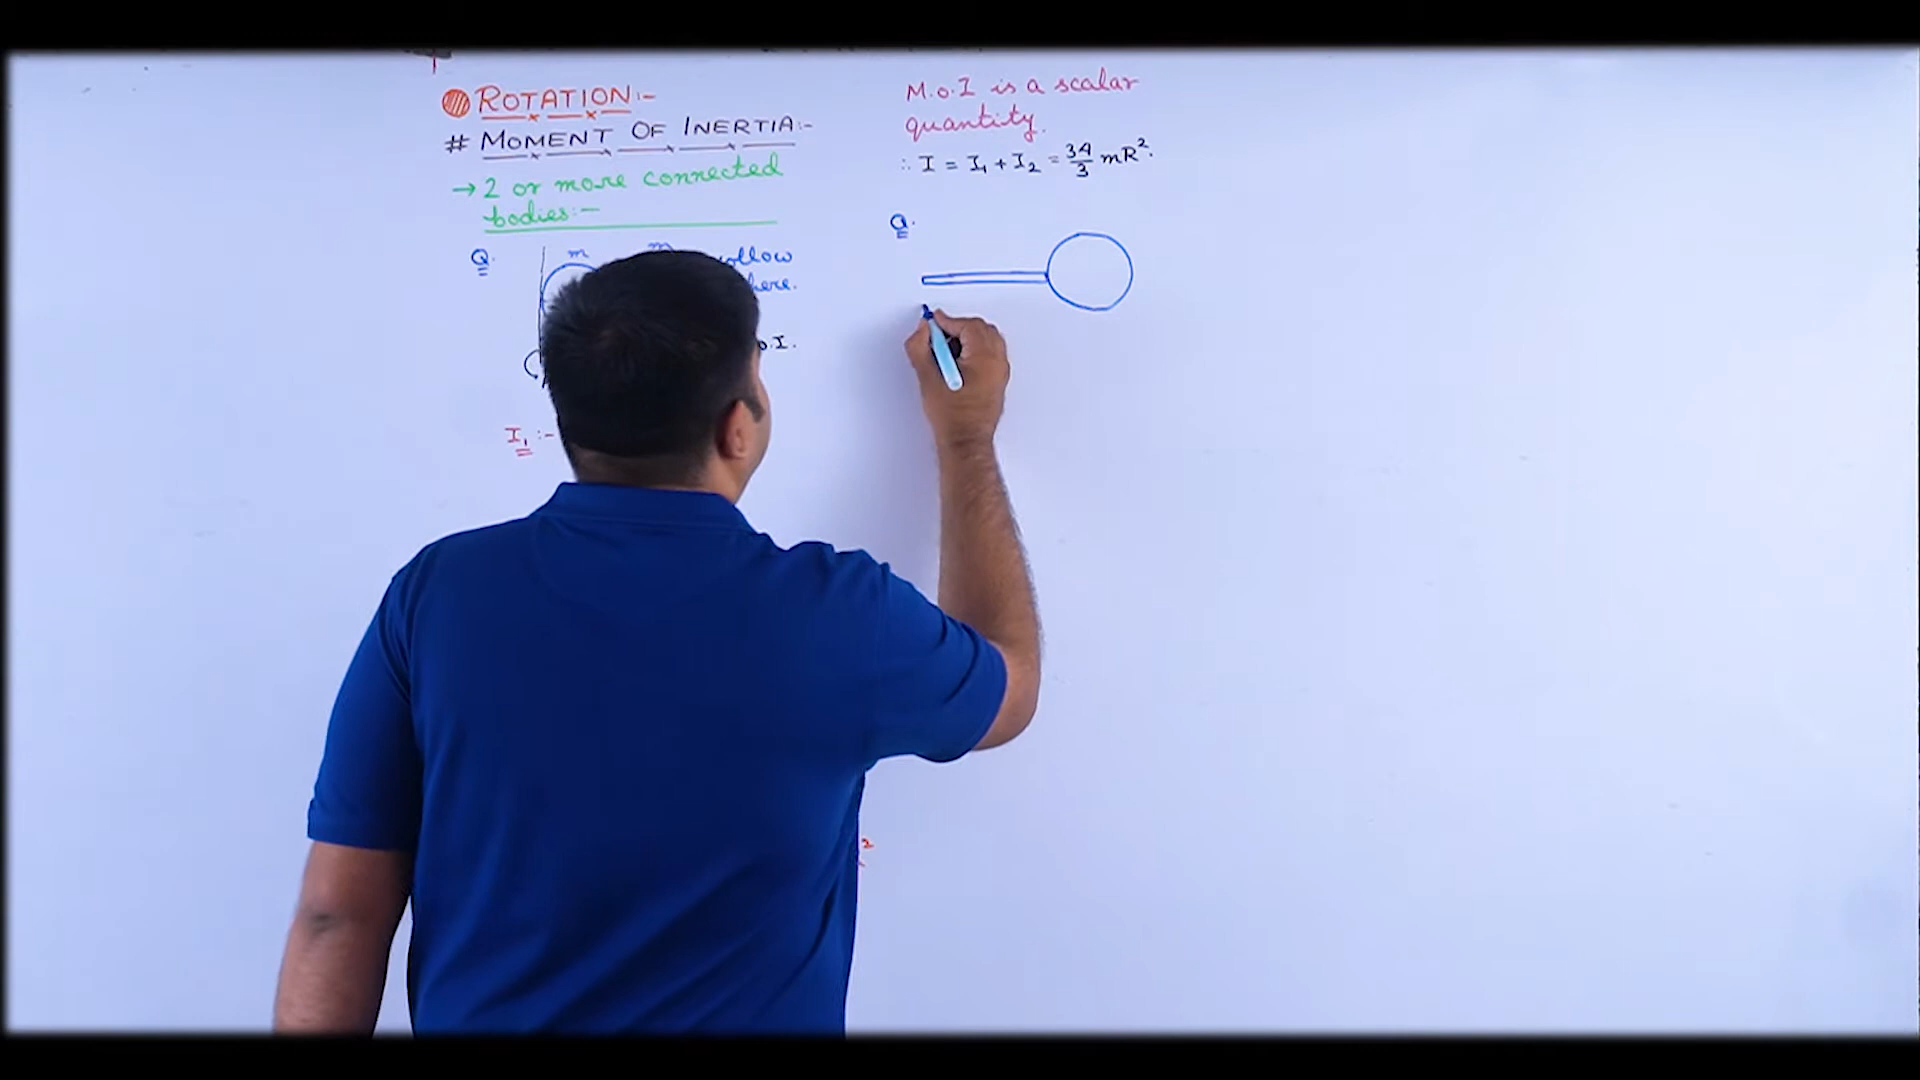 ROTATION:-
# MOMENT OF INERTIA:-
→ 2 or more connected
bodies:-
Q.
m
m
I₁ :-
M.O.I is a scalar
quantity.
∴ I = I₁ + I₂ = 34/3 mR².
Q.